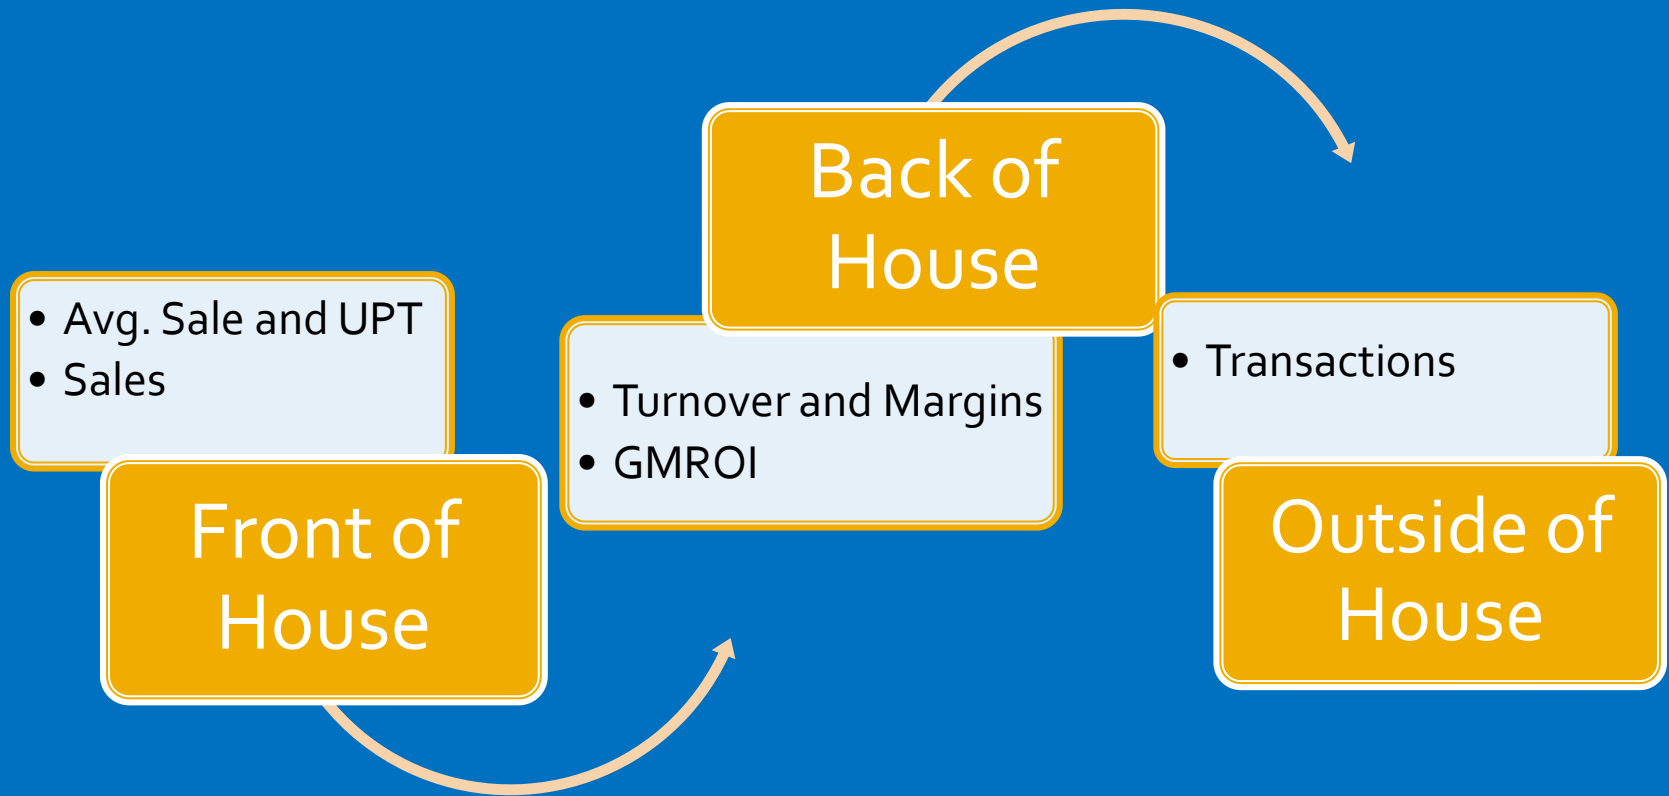 • Avg. Sale and UPT
• Sales
Front of
House
Back of
House
• Turnover and Margins
• GMROI
• Transactions
Outside of
House